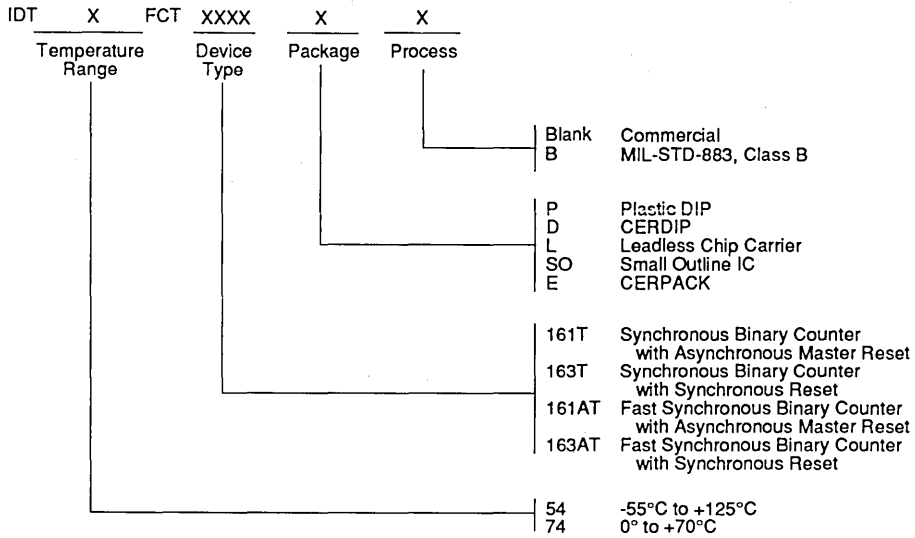 IDT X FCT XXXX X X
Temperature Range Device Type Package Process
Blank Commercial
B MIL-STD-883, Class B
P Plastic DIP
D CERDIP
L Leadless Chip Carrier
SO Small Outline IC
E CERPACK
161T Synchronous Binary Counter
with Asynchronous Master Reset
163T Synchronous Binary Counter
with Synchronous Reset
161AT Fast Synchronous Binary Counter
with Asynchronous Master Reset
163AT Fast Synchronous Binary Counter
with Synchronous Reset
54 -55°C to +125°C
74 0° to +70°C